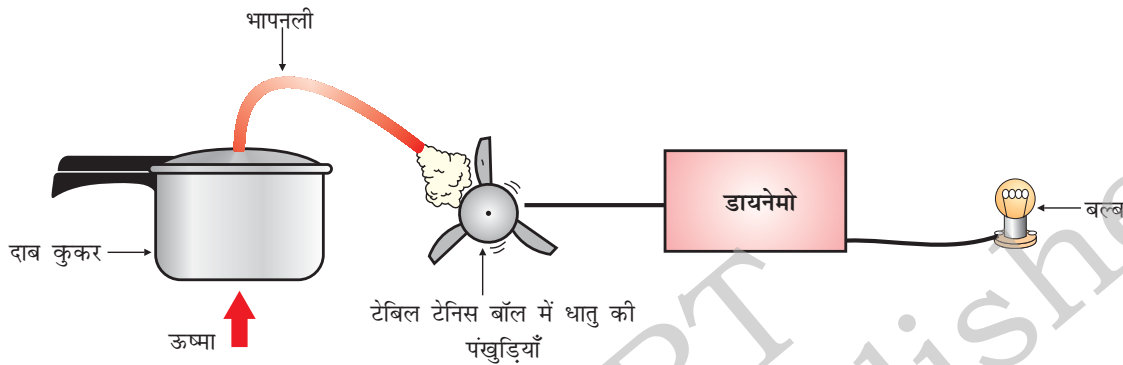 भापनली
दाब कुकर
ऊष्मा
टेबिल टेनिस बॉल में धातु की
पंखुड़ियाँ
डायनेमो
बल्ब